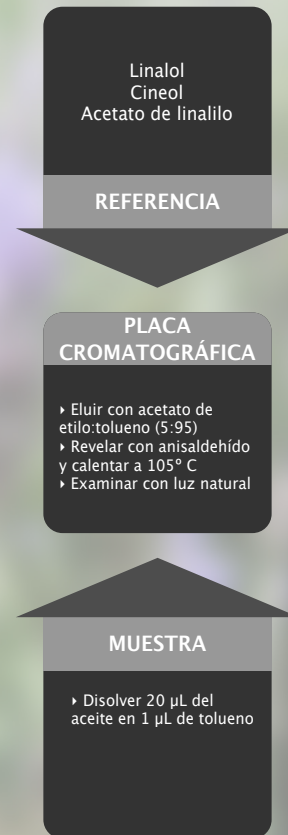 Linalol
Cineol
Acetato de linalilo
REFERENCIA
PLACA
CROMATOGRÁFICA
‣ Eluir con acetato de
etilo:tolueno (5:95)
‣ Revelar con anisaldehído
y calentar a 105º C
‣ Examinar con luz natural
MUESTRA
‣ Disolver 20 µL del
aceite en 1 µL de tolueno